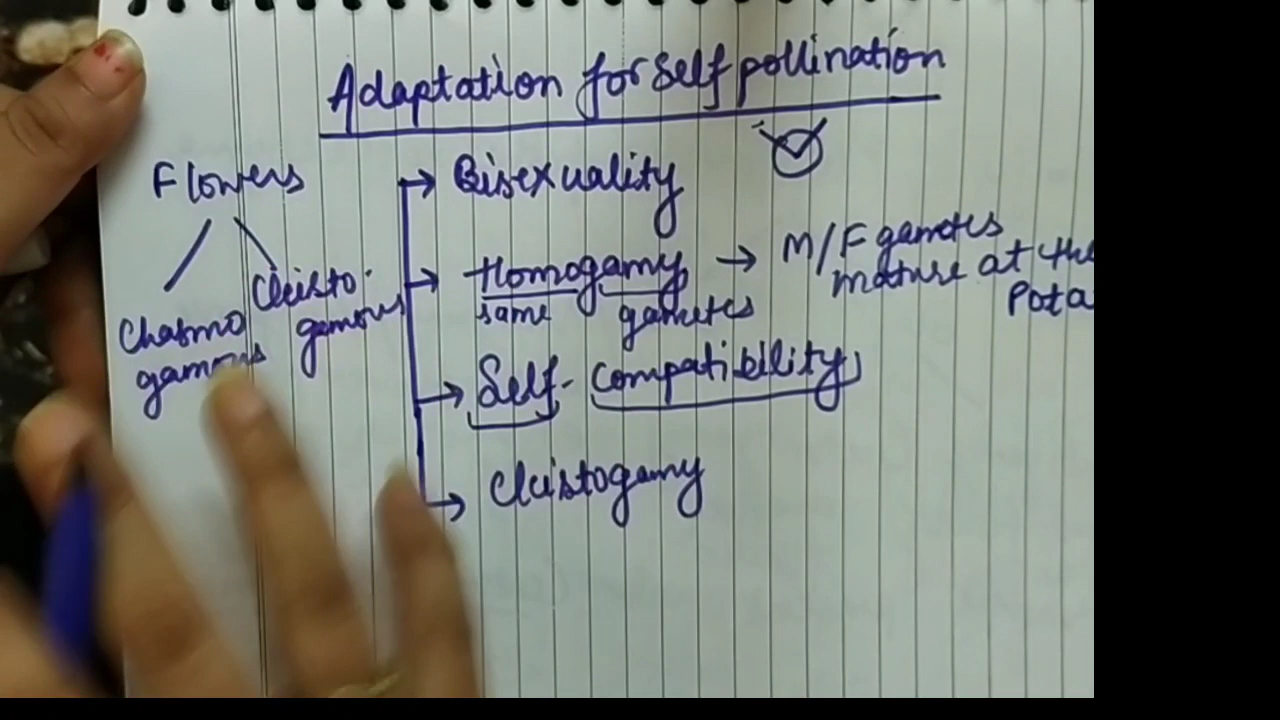 Adaptation for Self pollination
Flowers
Chasmo
gamous
Cleisto
gamous
→ Bisexuality
→ Homogamy → M/F gametes
mature at the
same gametes
Pota
→ Self-compatibility
→ Cleistogamy